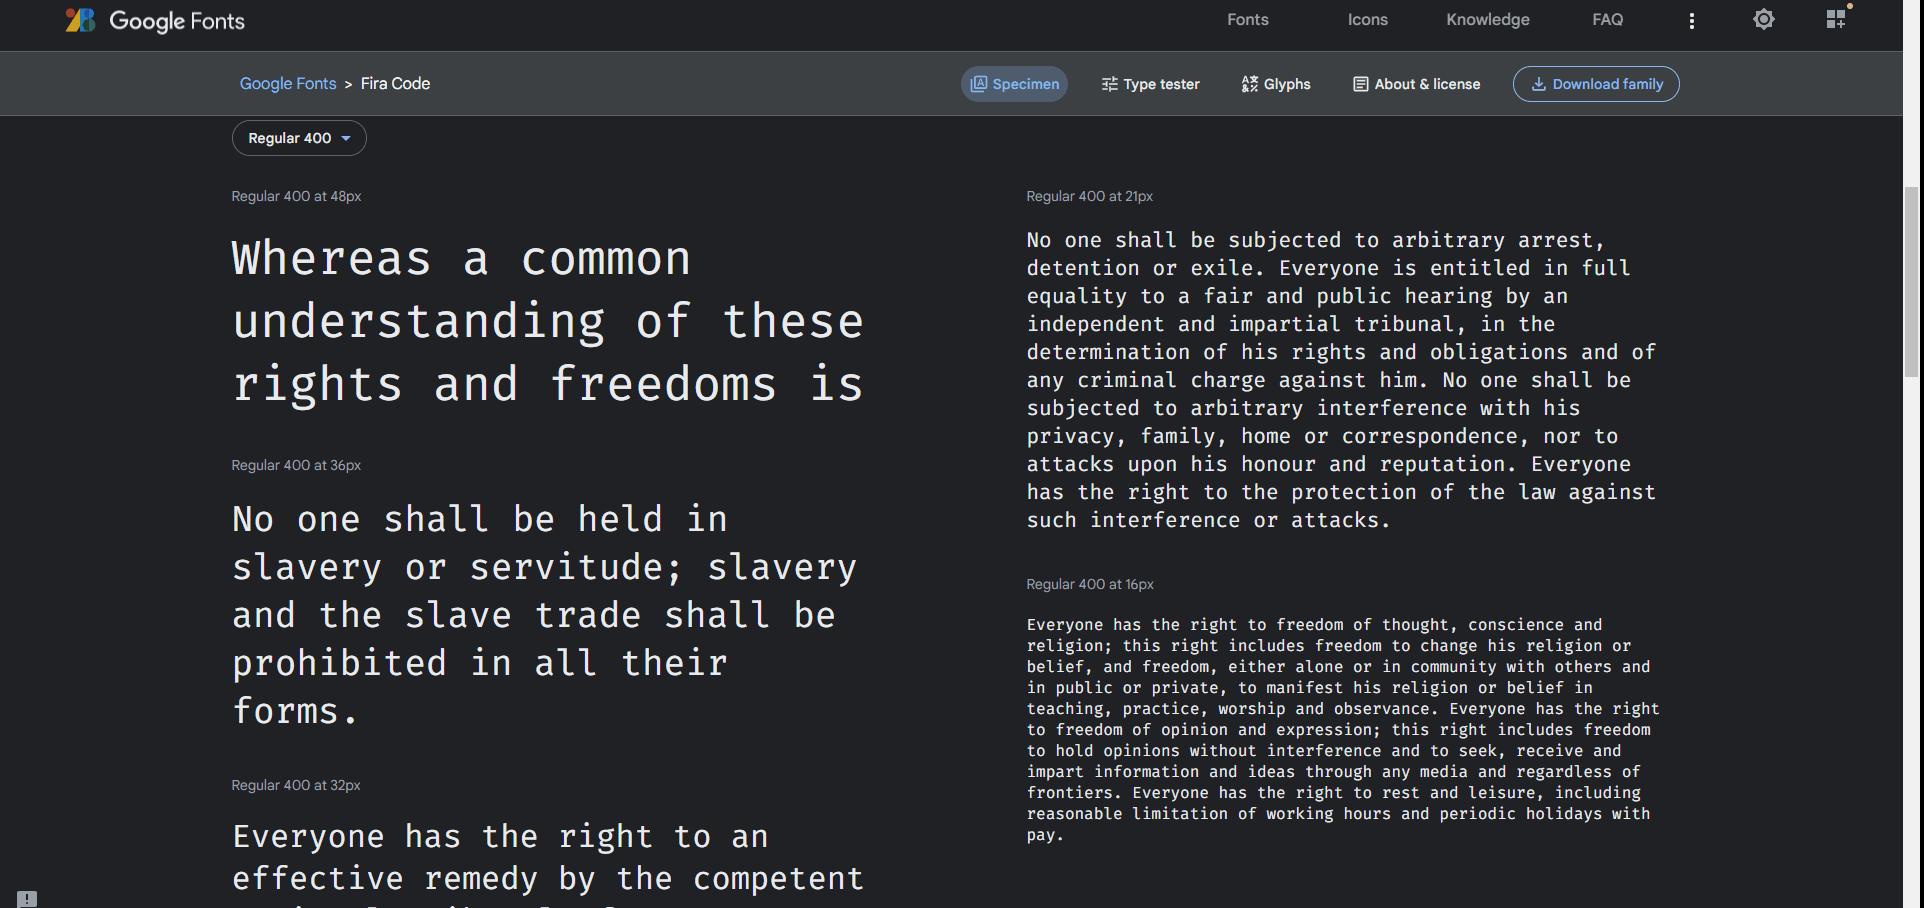 Google Fonts
Fonts
Icons
Knowledge
FAQ
Google Fonts > Fira Code
Specimen
Type tester
Glyphs
About & license
Download family
Regular 400
Regular 400 at 48px
Whereas a common
understanding of these
rights and freedoms is
Regular 400 at 36px
No one shall be held in
slavery or servitude; slavery
and the slave trade shall be
prohibited in all their
forms.
Regular 400 at 32px
Everyone has the right to an
effective remedy by the competent
Regular 400 at 21px
No one shall be subjected to arbitrary arrest,
detention or exile. Everyone is entitled in full
equality to a fair and public hearing by an
independent and impartial tribunal, in the
determination of his rights and obligations and of
any criminal charge against him. No one shall be
subjected to arbitrary interference with his
privacy, family, home or correspondence, nor to
attacks upon his honour and reputation. Everyone
has the right to the protection of the law against
such interference or attacks.
Regular 400 at 16px
Everyone has the right to freedom of thought, conscience and
religion; this right includes freedom to change his religion or
belief, and freedom, either alone or in community with others and
in public or private, to manifest his religion or belief in
teaching, practice, worship and observance. Everyone has the right
to freedom of opinion and expression; this right includes freedom
to hold opinions without interference and to seek, receive and
impart information and ideas through any media and regardless of
frontiers. Everyone has the right to rest and leisure, including
reasonable limitation of working hours and periodic holidays with
pay.